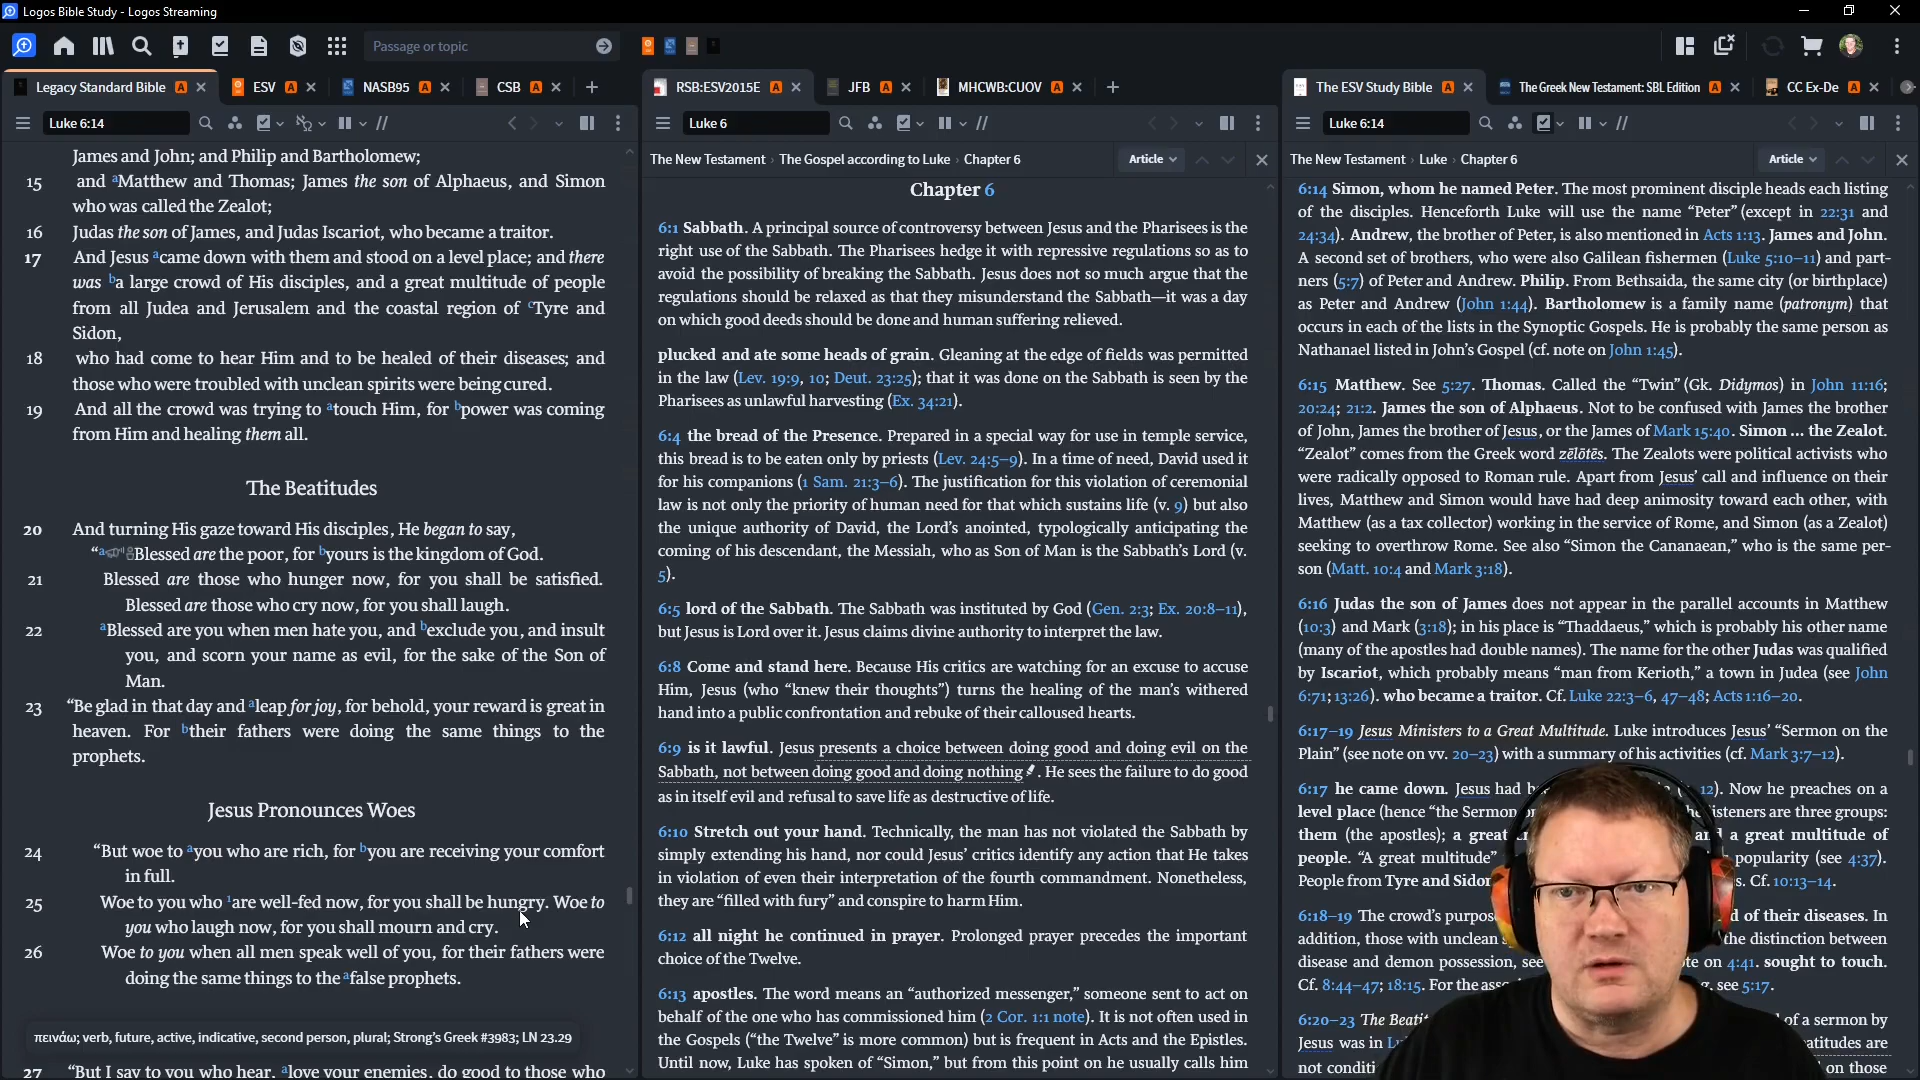 Logos Bible Study - Logos Streaming
Passage or topic
Legacy Standard Bible A
ESV A
NASB95 A
CSB A
RSB:ESV2015E A
JFB A
MHCWB:CUOV A
The ESV Study Bible A
The Greek New Testament: SBL Edition A
CC Ex-De A
Luke 6:14
James and John; and Philip and Bartholomew;
15 and aMatthew and Thomas; James the son of Alphaeus, and Simon
who was called the Zealot;
16 Judas the son of James, and Judas Iscariot, who became a traitor.
17 And Jesus acame down with them and stood on a level place; and there
was ba large crowd of His disciples, and a great multitude of people
from all Judea and Jerusalem and the coastal region of cTyre and
Sidon,
18 who had come to hear Him and to be healed of their diseases; and
those who were troubled with unclean spirits were being cured.
19 And all the crowd was trying to atouch Him, for bpower was coming
from Him and healing them all.
The Beatitudes
20 And turning His gaze toward His disciples, He began to say,
“aBlessed are the poor, for byours is the kingdom of God.
21 Blessed are those who hunger now, for you shall be satisfied.
Blessed are those who cry now, for you shall laugh.
22 aBlessed are you when men hate you, and bexclude you, and insult
you, and scorn your name as evil, for the sake of the Son of
Man.
23 “Be glad in that day and aleap for joy, for behold, your reward is great in
heaven. For btheir fathers were doing the same things to the
prophets.
Jesus Pronounces Woes
24 “But woe to ayou who are rich, for byou are receiving your comfort
in full.
25 Woe to you who 1are well-fed now, for you shall be hungry. Woe to
you who laugh now, for you shall mourn and cry.
26 Woe to you when all men speak well of you, for their fathers were
doing the same things to the afalse prophets.
πεινάω; verb, future, active, indicative, second person, plural; Strong’s Greek #3983; LN 23.29
27 “But I say to you who hear, alove your enemies, do good to those who
Luke 6
The New Testament › The Gospel according to Luke › Chapter 6
Article
Chapter 6
6:1 Sabbath. A principal source of controversy between Jesus and the Pharisees is the
right use of the Sabbath. The Pharisees hedge it with repressive regulations so as to
avoid the possibility of breaking the Sabbath. Jesus does not so much argue that the
regulations should be relaxed as that they misunderstand the Sabbath—it was a day
on which good deeds should be done and human suffering relieved.
plucked and ate some heads of grain. Gleaning at the edge of fields was permitted
in the law (Lev. 19:9, 10; Deut. 23:25); that it was done on the Sabbath is seen by the
Pharisees as unlawful harvesting (Ex. 34:21).
6:4 the bread of the Presence. Prepared in a special way for use in temple service,
this bread is to be eaten only by priests (Lev. 24:5–9). In a time of need, David used it
for his companions (1 Sam. 21:3–6). The justification for this violation of ceremonial
law is not only the priority of human need for that which sustains life (v. 9) but also
the unique authority of David, the Lord’s anointed, typologically anticipating the
coming of his descendant, the Messiah, who as Son of Man is the Sabbath’s Lord (v.
5).
6:5 lord of the Sabbath. The Sabbath was instituted by God (Gen. 2:3; Ex. 20:8–11),
but Jesus is Lord over it. Jesus claims divine authority to interpret the law.
6:8 Come and stand here. Because His critics are watching for an excuse to accuse
Him, Jesus (who “knew their thoughts”) turns the healing of the man’s withered
hand into a public confrontation and rebuke of their calloused hearts.
6:9 is it lawful. Jesus presents a choice between doing good and doing evil on the
Sabbath, not between doing good and doing nothing. He sees the failure to do good
as in itself evil and refusal to save life as destructive of life.
6:10 Stretch out your hand. Technically, the man has not violated the Sabbath by
simply extending his hand, nor could Jesus’ critics identify any action that He takes
in violation of even their interpretation of the fourth commandment. Nonetheless,
they are “filled with fury” and conspire to harm Him.
6:12 all night he continued in prayer. Prolonged prayer precedes the important
choice of the Twelve.
6:13 apostles. The word means an “authorized messenger,” someone sent to act on
behalf of the one who has commissioned him (2 Cor. 1:1 note). It is not often used in
the Gospels (“the Twelve” is more common) but is frequent in Acts and the Epistles.
Until now, Luke has spoken of “Simon,” but from this point on he usually calls him
Luke 6:14
The New Testament › Luke › Chapter 6
Article
6:14 Simon, whom he named Peter. The most prominent disciple heads each listing
of the disciples. Henceforth Luke will use the name “Peter” (except in 22:31 and
24:34). Andrew, the brother of Peter, is also mentioned in Acts 1:13. James and John.
A second set of brothers, who were also Galilean fishermen (Luke 5:10–11) and part-
ners (5:7) of Peter and Andrew. Philip. From Bethsaida, the same city (or birthplace)
as Peter and Andrew (John 1:44). Bartholomew is a family name (patronym) that
occurs in each of the lists in the Synoptic Gospels. He is probably the same person as
Nathanael listed in John’s Gospel (cf. note on John 1:45).
6:15 Matthew. See 5:27. Thomas. Called the “Twin” (Gk. Didymos) in John 11:16;
20:24; 21:2. James the son of Alphaeus. Not to be confused with James the brother
of John, James the brother of Jesus, or the James of Mark 15:40. Simon ... the Zealot.
“Zealot” comes from the Greek word zēlōtēs. The Zealots were political activists who
were radically opposed to Roman rule. Apart from Jesus’ call and influence on their
lives, Matthew and Simon would have had deep animosity toward each other, with
Matthew (as a tax collector) working in the service of Rome, and Simon (as a Zealot)
seeking to overthrow Rome. See also “Simon the Cananaean,” who is the same per-
son (Matt. 10:4 and Mark 3:18).
6:16 Judas the son of James does not appear in the parallel accounts in Matthew
(10:3) and Mark (3:18); in his place is “Thaddaeus,” which is probably his other name
(many of the apostles had double names). The name for the other Judas was qualified
by Iscariot, which probably means “man from Kerioth,” a town in Judea (see John
6:71; 13:26). who became a traitor. Cf. Luke 22:3–6, 47–48; Acts 1:16–20.
6:17–19 Jesus Ministers to a Great Multitude. Luke introduces Jesus’ “Sermon on the
Plain” (see note on vv. 20–23) with a summary of his activities (cf. Mark 3:7–12).
6:17 he came down. Jesus had 12). Now he preaches on a
level place (hence “the Sermon listeners are three groups:
them (the apostles); a great and a great multitude of
people. “A great multitude” popularity (see 4:37).
People from Tyre and Sidon s. Cf. 10:13–14.
6:18–19 The crowd’s purpose d of their diseases. In
addition, those with unclean the distinction between
disease and demon possession, see on 4:41. sought to touch.
Cf. 8:44–47; 18:15. For the see 5:17.
6:20–23 The of a sermon by
Jesus was in are
not on those